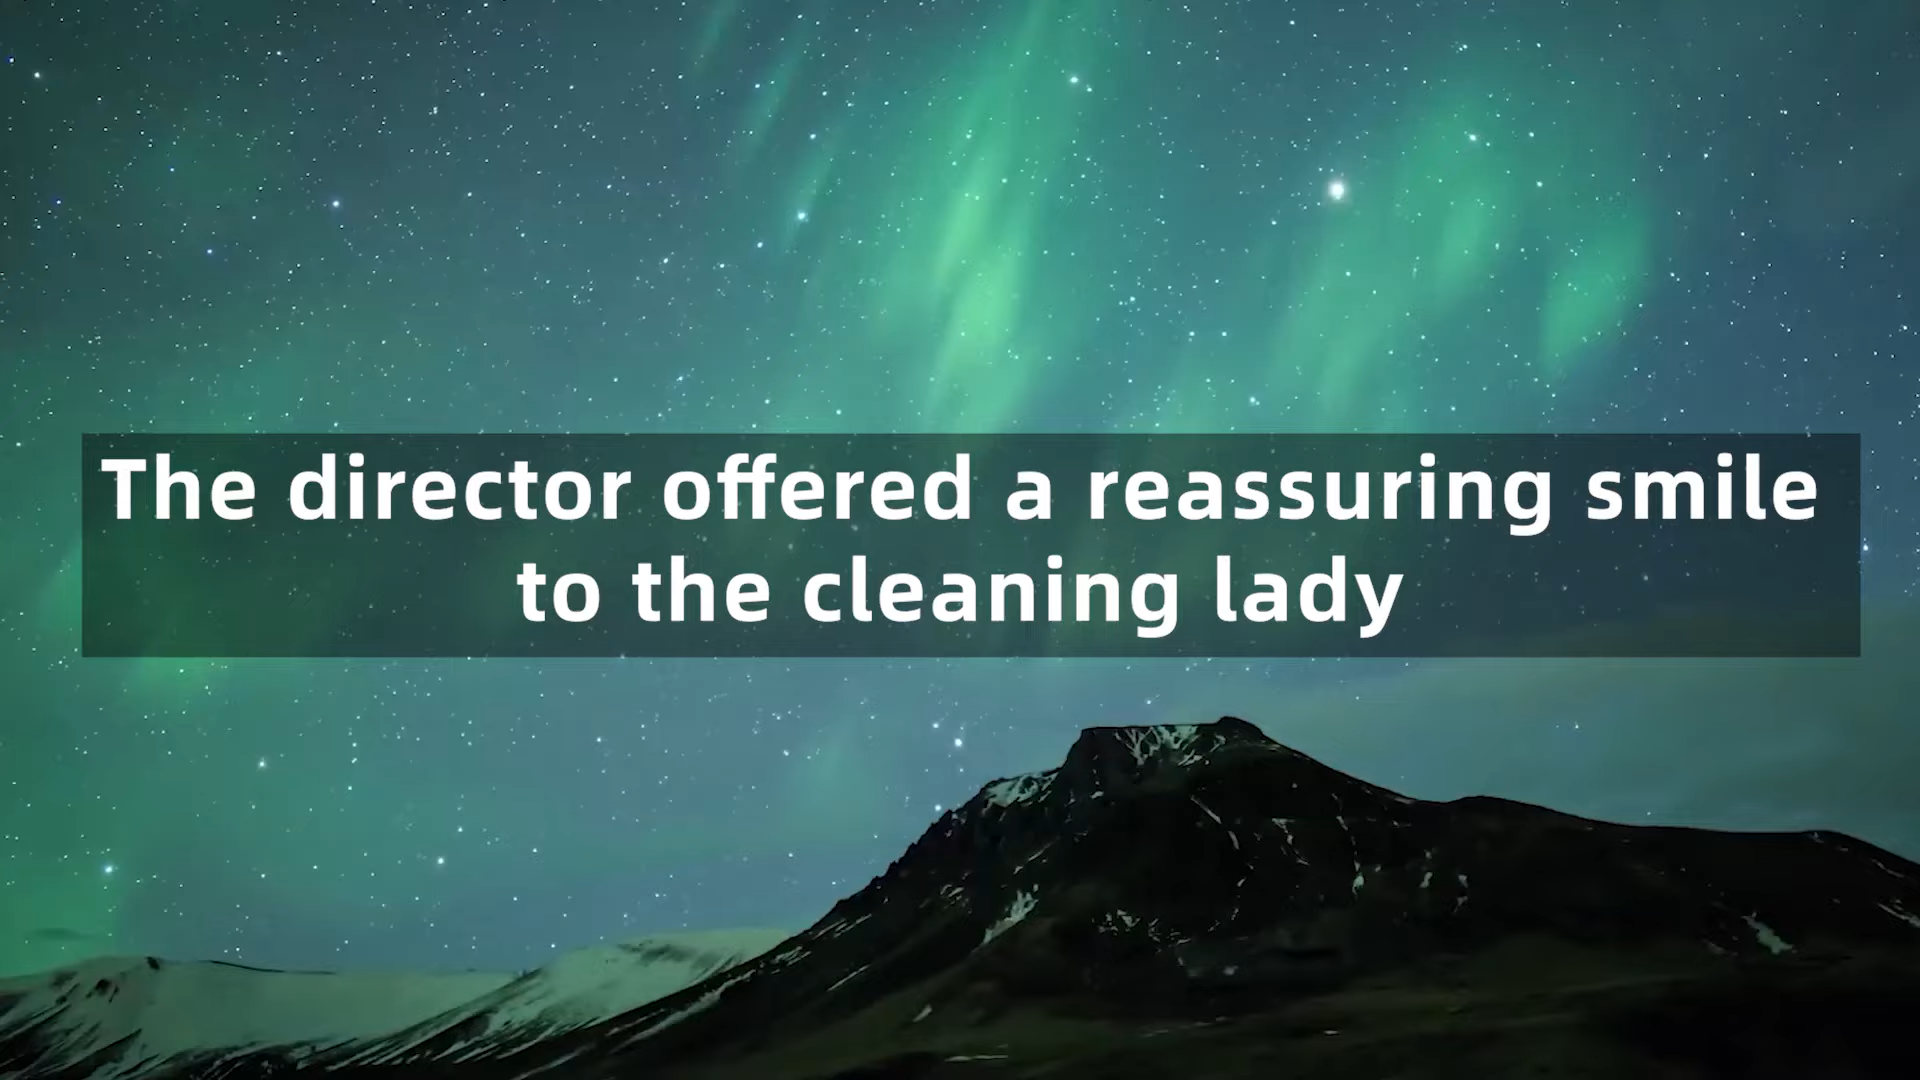 The director offered a reassuring smile
to the cleaning lady